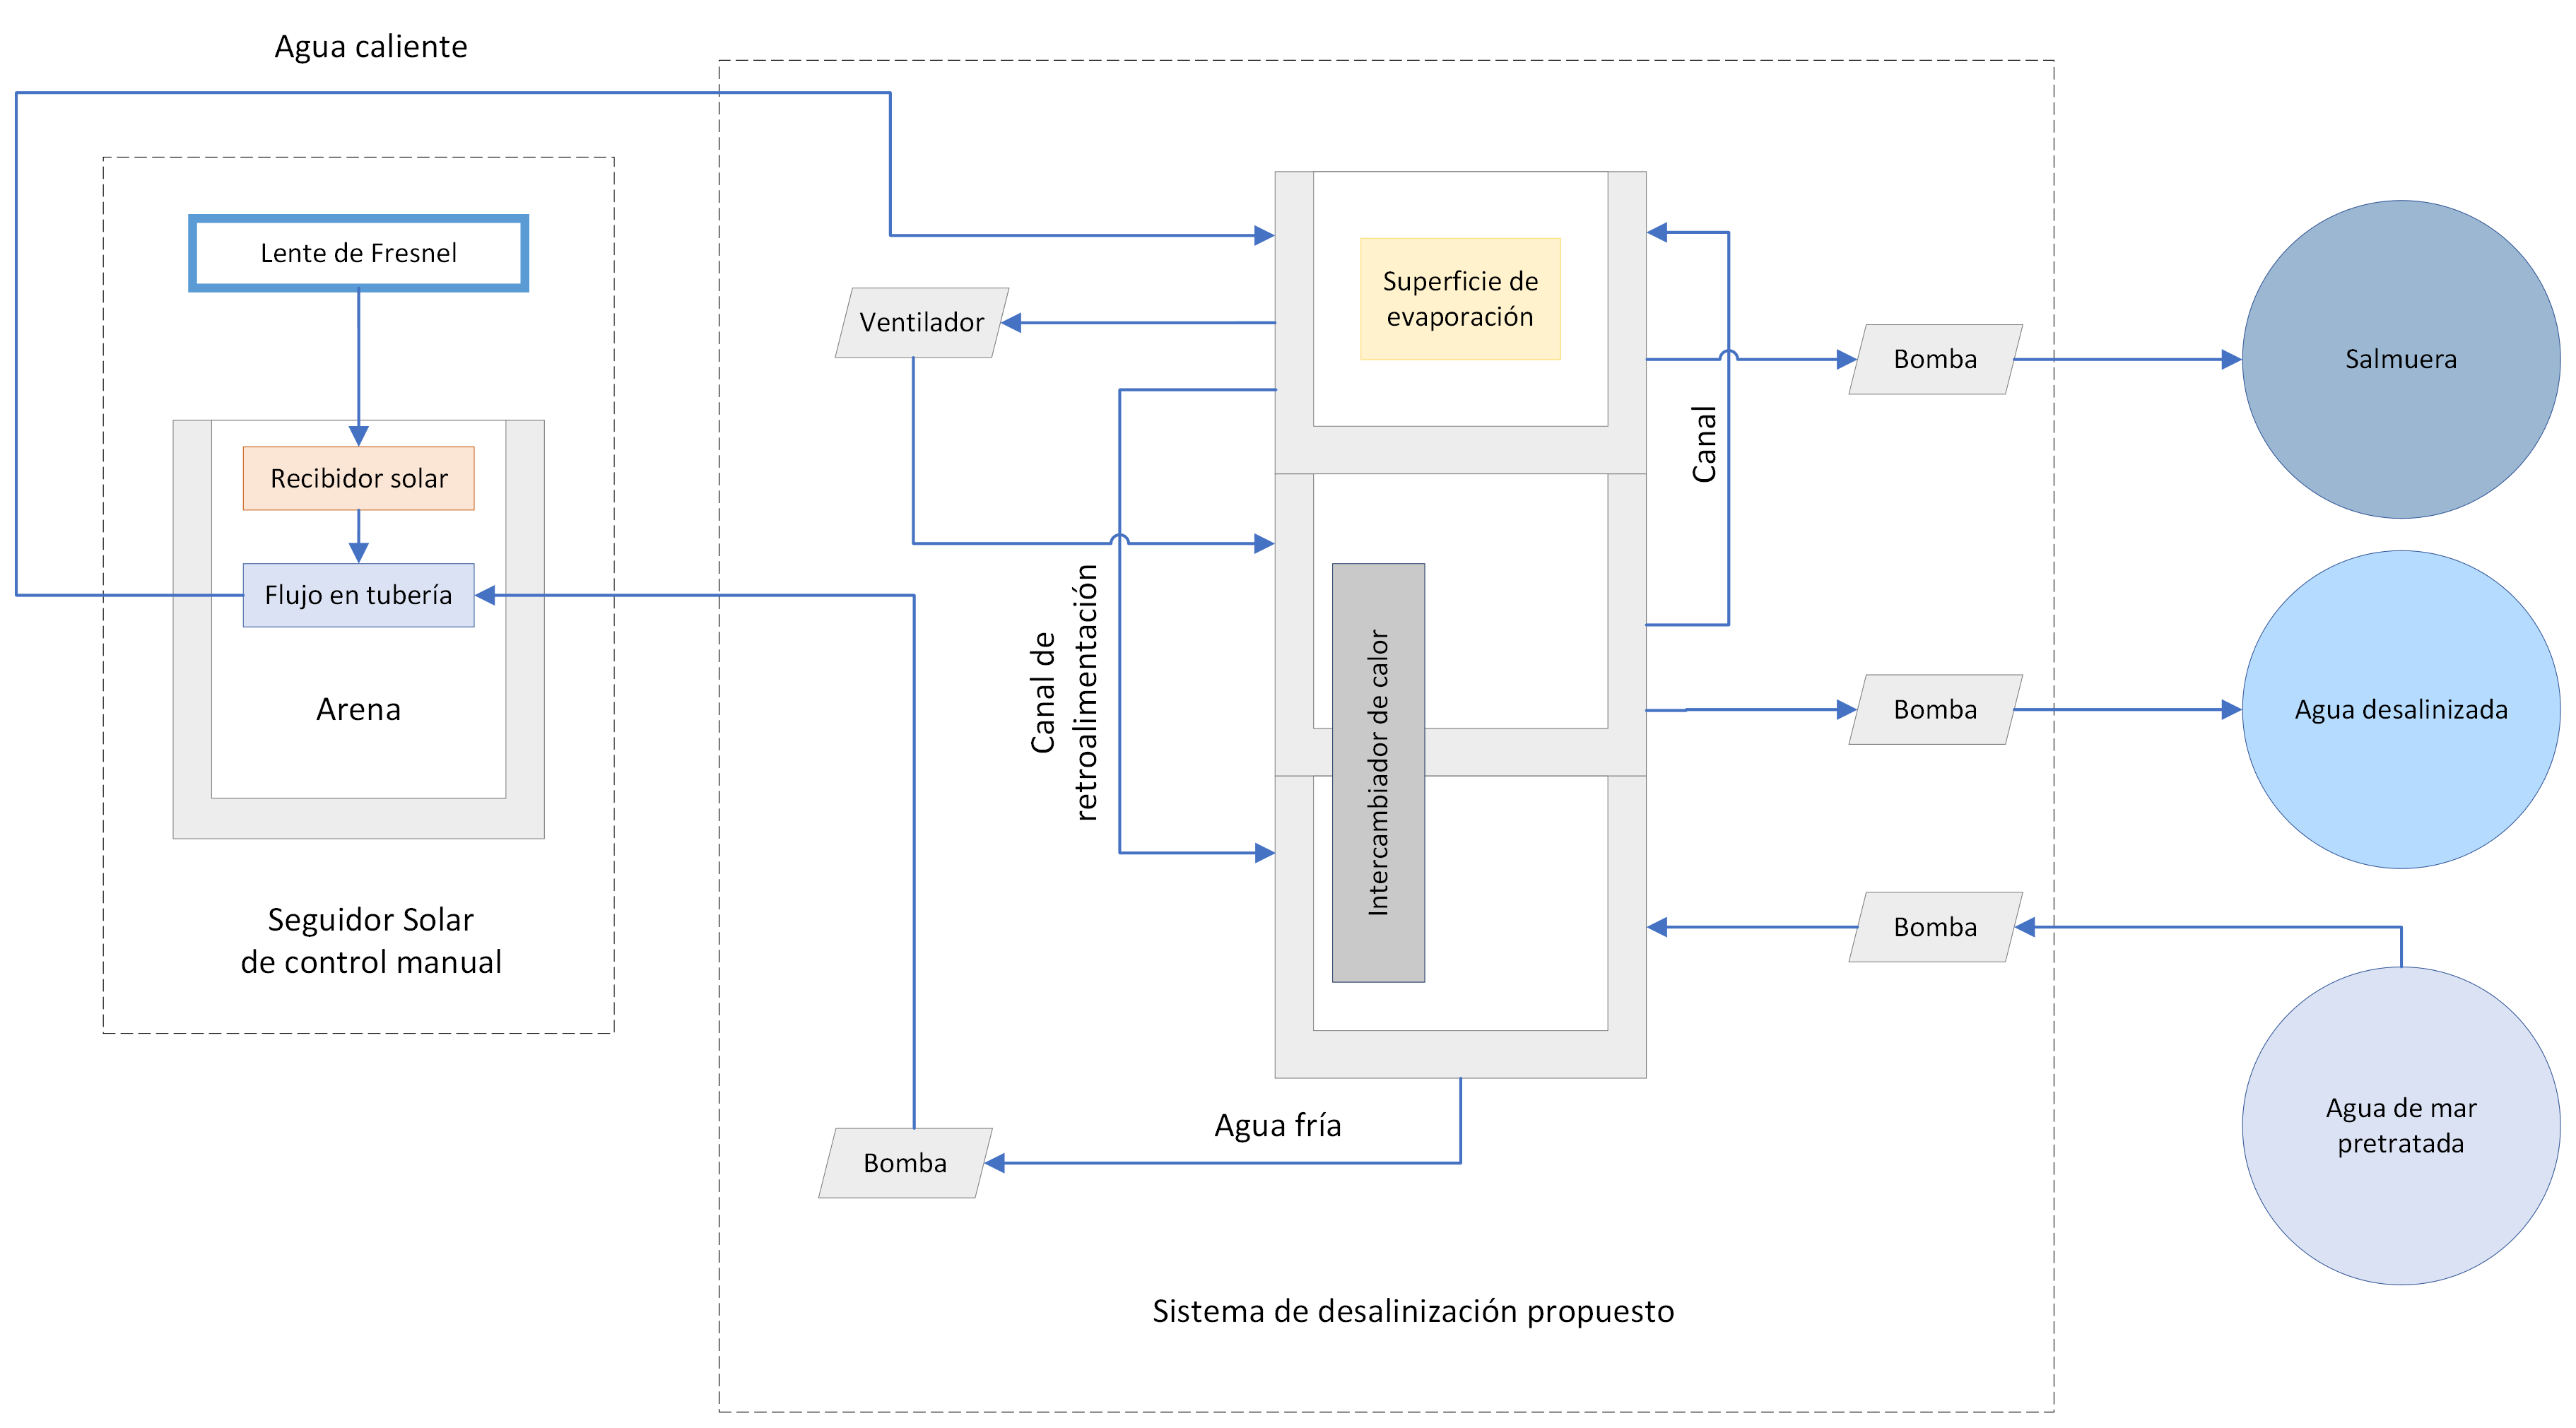 Agua caliente
Lente de Fresnel
Recibidor solar
Flujo en tubería
Arena
Seguidor Solar
de control manual
Ventilador
Superficie de
evaporación
Canal
Canal de
retroalimentación
Intercambiador de calor
Bomba
Salmuera
Bomba
Agua desalinizada
Bomba
Agua de mar
pretratada
Agua fría
Bomba
Sistema de desalinización propuesto